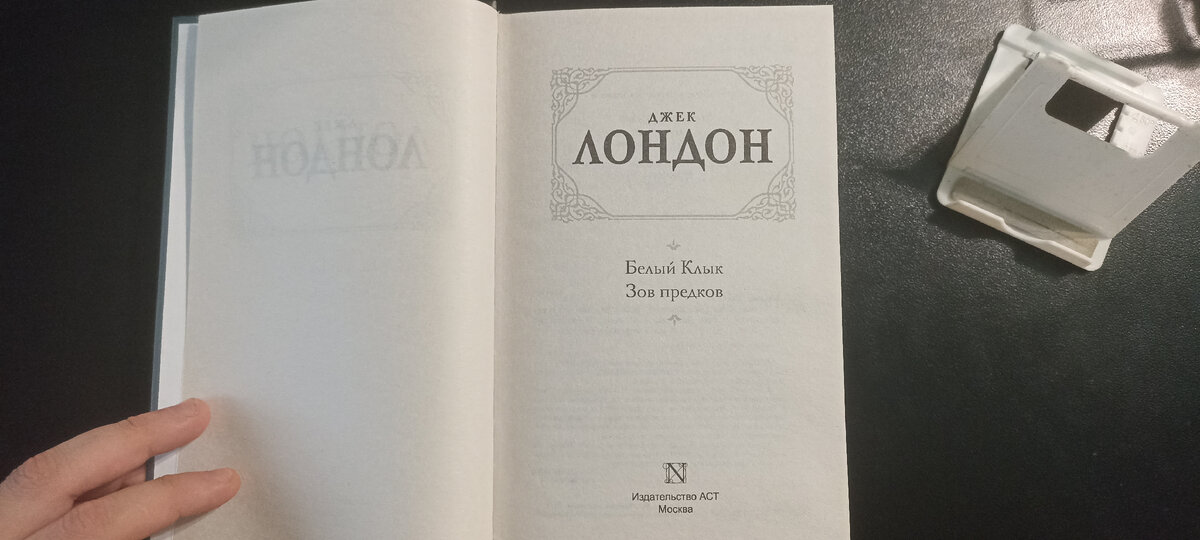 ДЖЕК
ЛОНДОН
Белый Клык
Зов предков
N
Издательство АСТ
Москва